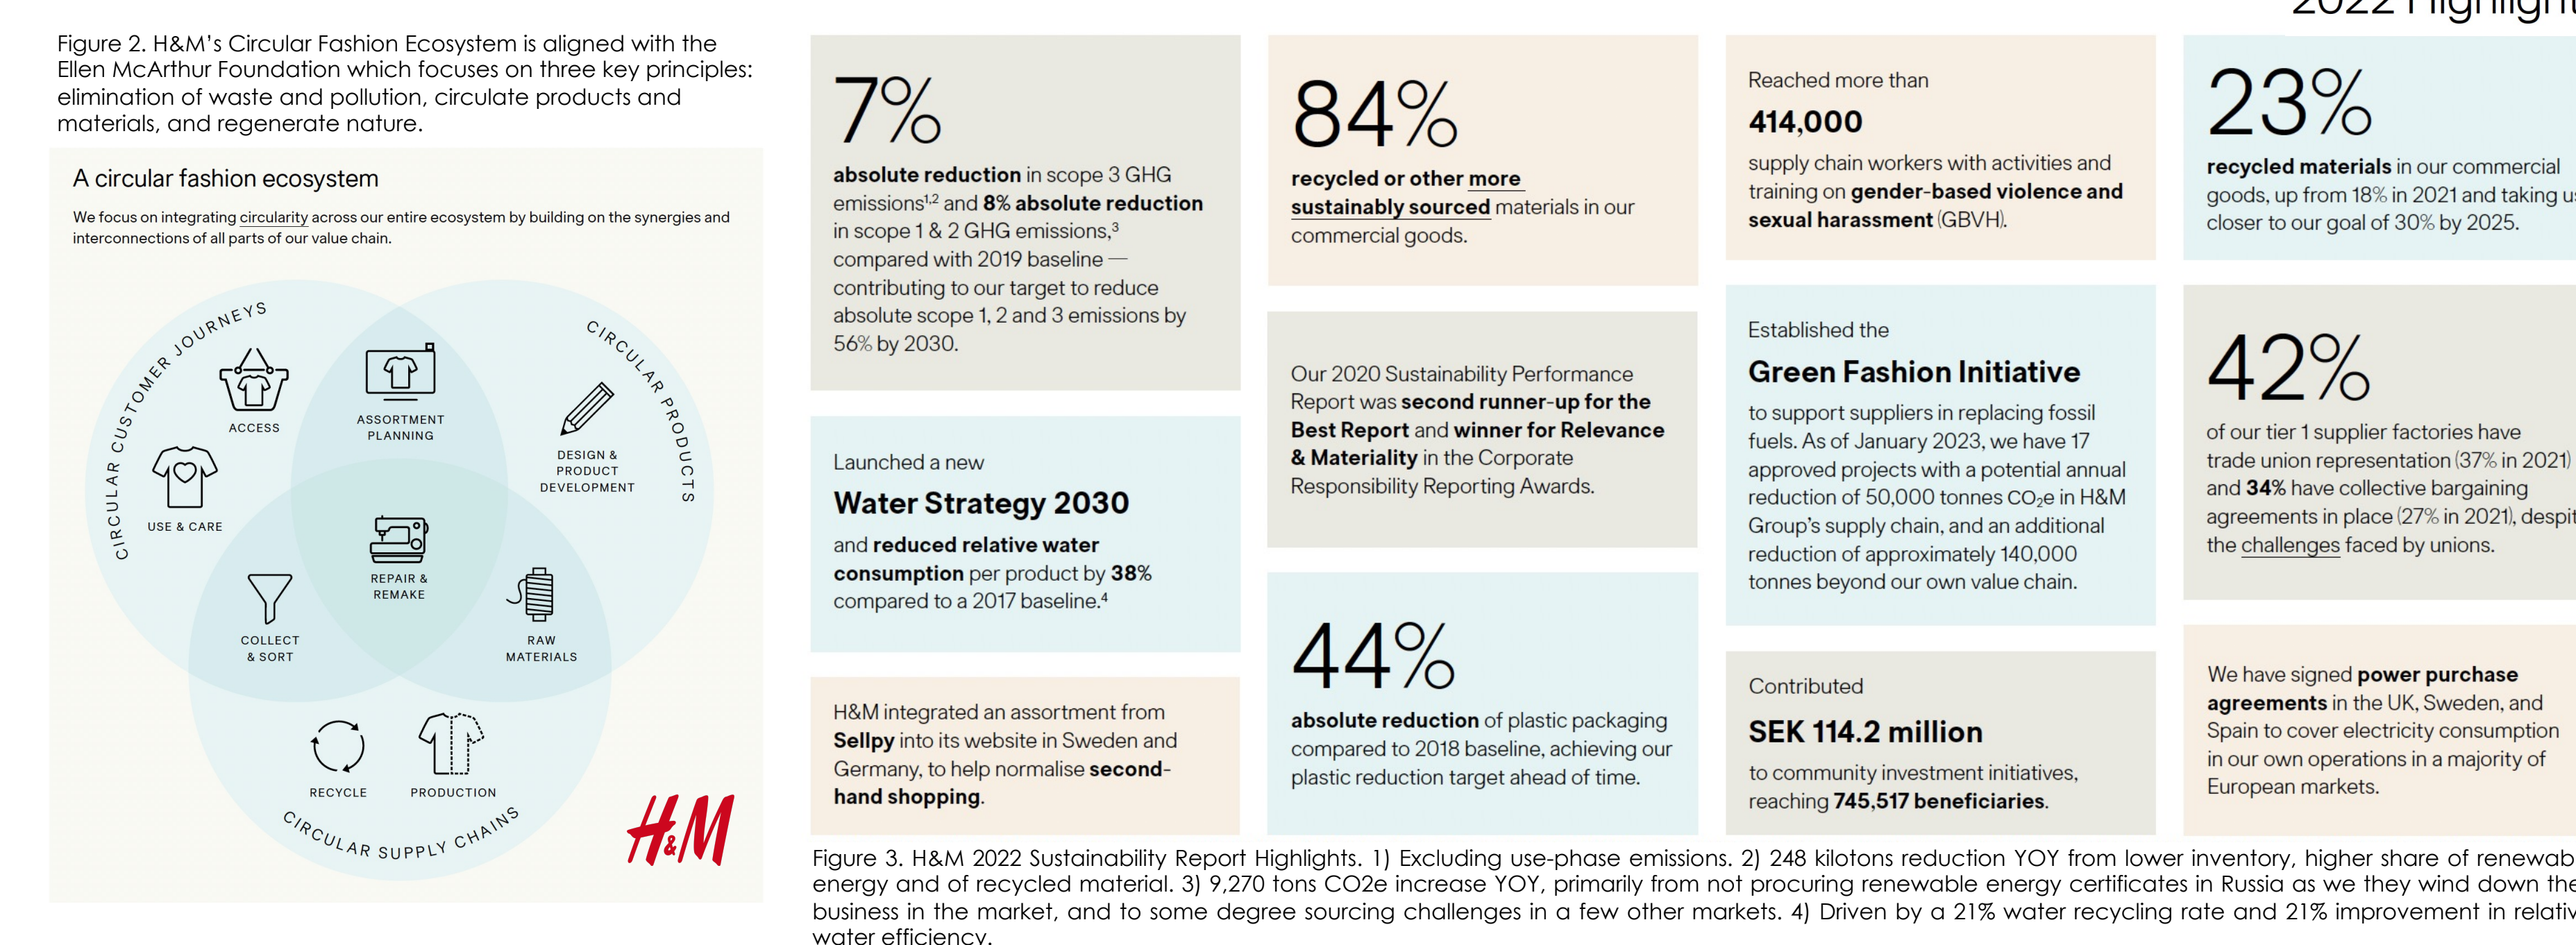 2022 Highlight
Figure 2. H&M’s Circular Fashion Ecosystem is aligned with the
Ellen McArthur Foundation which focuses on three key principles:
elimination of waste and pollution, circulate products and
materials, and regenerate nature.
A circular fashion ecosystem
We focus on integrating circularity across our entire ecosystem by building on the synergies and
interconnections of all parts of our value chain.
CIRCULAR CUSTOMER JOURNEYS
CIRCULAR PRODUCTS
ACCESS
ASSORTMENT
PLANNING
DESIGN &
PRODUCT
DEVELOPMENT
USE & CARE
REPAIR &
REMAKE
COLLECT
& SORT
RAW
MATERIALS
RECYCLE
PRODUCTION
CIRCULAR SUPPLY CHAINS
H&M
7%
absolute reduction in scope 3 GHG
emissions1,2 and 8% absolute reduction
in scope 1 & 2 GHG emissions,3
compared with 2019 baseline —
contributing to our target to reduce
absolute scope 1, 2 and 3 emissions by
56% by 2030.
Launched a new
Water Strategy 2030
and reduced relative water
consumption per product by 38%
compared to a 2017 baseline.4
H&M integrated an assortment from
Sellpy into its website in Sweden and
Germany, to help normalise second-
hand shopping.
84%
recycled or other more
sustainably sourced materials in our
commercial goods.
Our 2020 Sustainability Performance
Report was second runner-up for the
Best Report and winner for Relevance
& Materiality in the Corporate
Responsibility Reporting Awards.
44%
absolute reduction of plastic packaging
compared to 2018 baseline, achieving our
plastic reduction target ahead of time.
Reached more than
414,000
supply chain workers with activities and
training on gender-based violence and
sexual harassment (GBVH).
Established the
Green Fashion Initiative
to support suppliers in replacing fossil
fuels. As of January 2023, we have 17
approved projects with a potential annual
reduction of 50,000 tonnes CO₂e in H&M
Group’s supply chain, and an additional
reduction of approximately 140,000
tonnes beyond our own value chain.
Contributed
SEK 114.2 million
to community investment initiatives,
reaching 745,517 beneficiaries.
23%
recycled materials in our commercial
goods, up from 18% in 2021 and taking u
closer to our goal of 30% by 2025.
42%
of our tier 1 supplier factories have
trade union representation (37% in 2021)
and 34% have collective bargaining
agreements in place (27% in 2021), despit
the challenges faced by unions.
We have signed power purchase
agreements in the UK, Sweden, and
Spain to cover electricity consumption
in our own operations in a majority of
European markets.
Figure 3. H&M 2022 Sustainability Report Highlights. 1) Excluding use-phase emissions. 2) 248 kilotons reduction YOY from lower inventory, higher share of renewab
energy and of recycled material. 3) 9,270 tons CO2e increase YOY, primarily from not procuring renewable energy certificates in Russia as we they wind down the
business in the market, and to some degree sourcing challenges in a few other markets. 4) Driven by a 21% water recycling rate and 21% improvement in relativ
water efficiency.